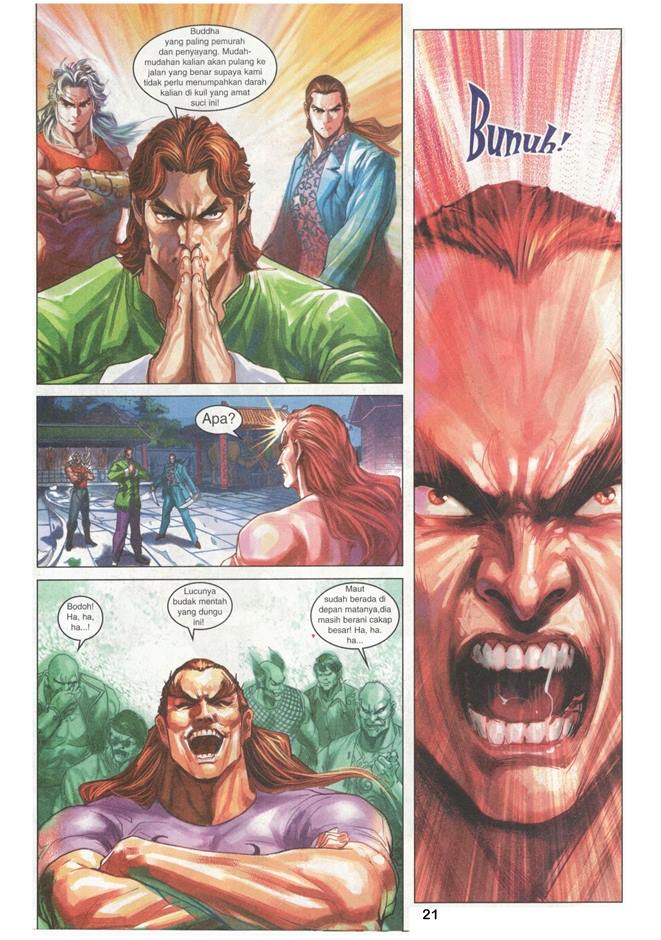 Buddha
yang paling pemurah
dan penyayang. Mudah-
mudahan kalian akan pulang ke
jalan yang benar supaya kami
tidak perlu menumpahkan darah
kalian di kuil yang amat
suci ini!
Apa?
Bodoh!
Ha, ha,
ha...!
Lucunya
budak mentah
yang dungu
ini!
Maut
sudah berada di
depan matanya,dia
masih berani cakap
besar! Ha, ha.
ha...
Bunuh!
21